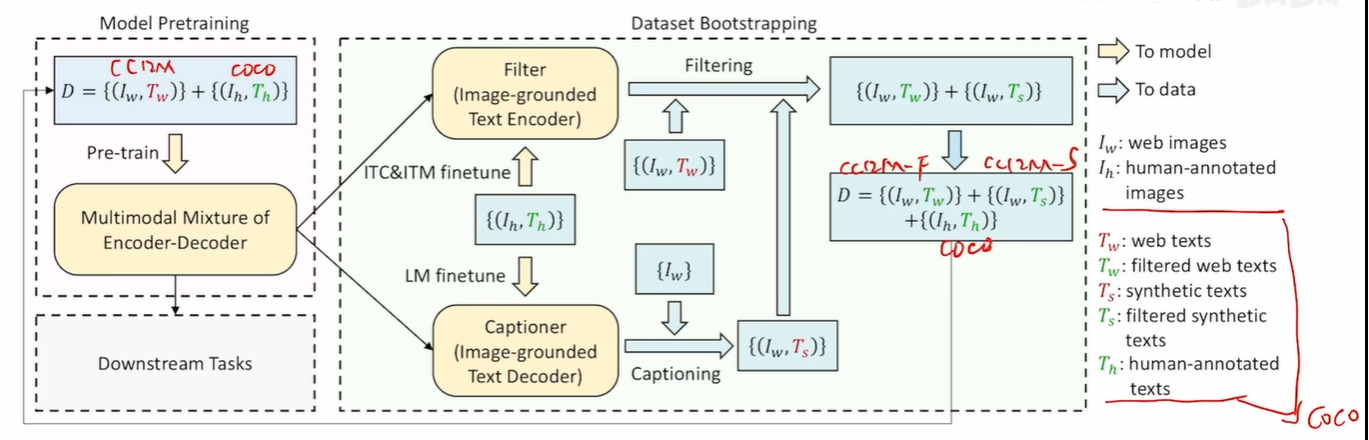 Model Pretraining
CC12M
COCO
D = {(I_w, T_w)} + {(I_h, T_h)}
Pre-train
Multimodal Mixture of
Encoder-Decoder
Downstream Tasks
Dataset Bootstrapping
Filter
(Image-grounded
Text Encoder)
ITC&ITM finetune
{(I_h, T_h)}
LM finetune
Captioner
(Image-grounded
Text Decoder)
Filtering
{(I_w, T_w)}
{I_w}
Captioning
{(I_w, T_s)}
{(I_w, T_w)} + {(I_w, T_s)}
CC12M-F
CC12M-S
D = {(I_w, T_w)} + {(I_w, T_s)}
+{(I_h, T_h)}
COCO
To model
To data
I_w: web images
I_h: human-annotated
images
T_w: web texts
T_w: filtered web texts
T_s: synthetic texts
T_s: filtered synthetic
texts
T_h: human-annotated
texts
COCO